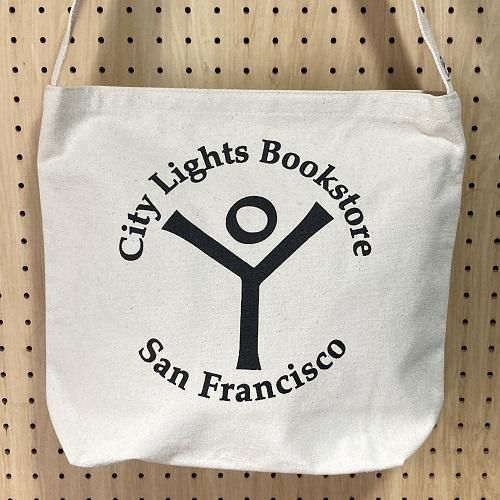 City Lights Bookstore
San Francisco